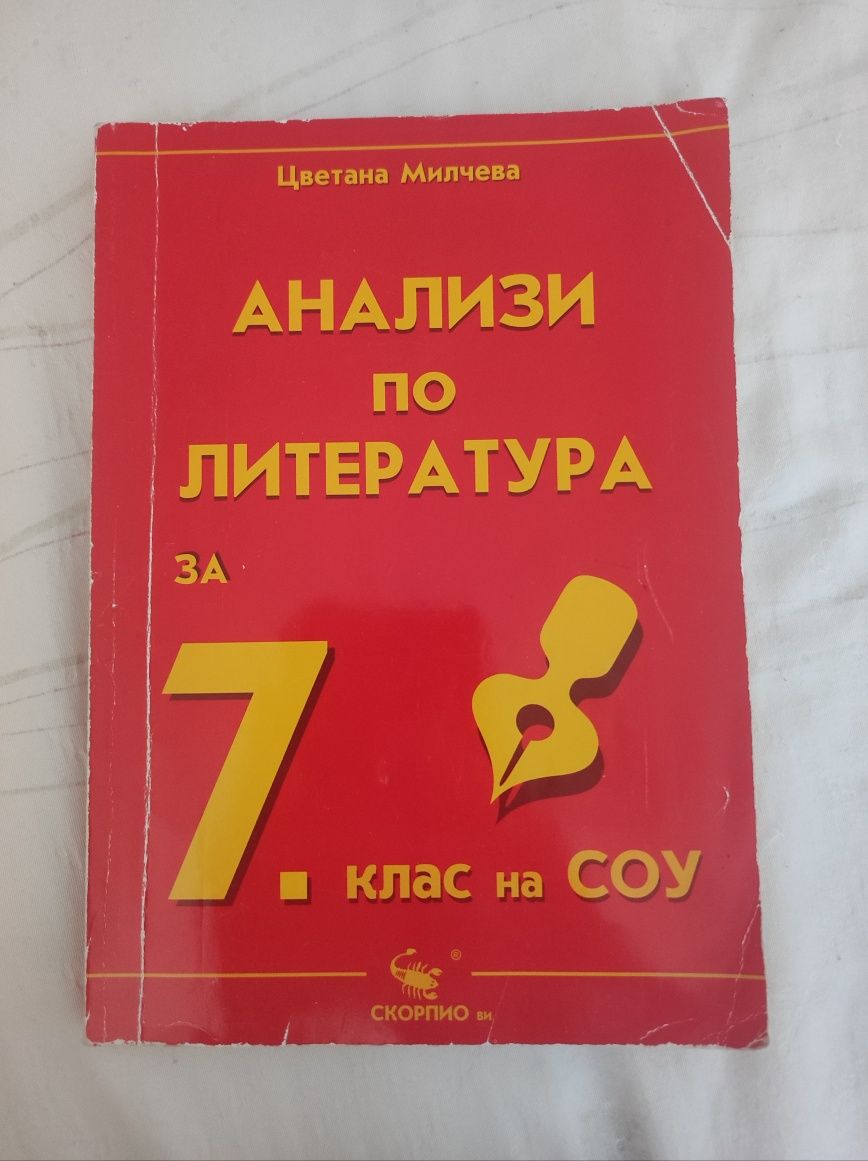 Цветана Милчева
АНАЛИЗИ
ПО
ЛИТЕРАТУРА
ЗА
7. клас на СОУ
®
СКОРПИО ВИ